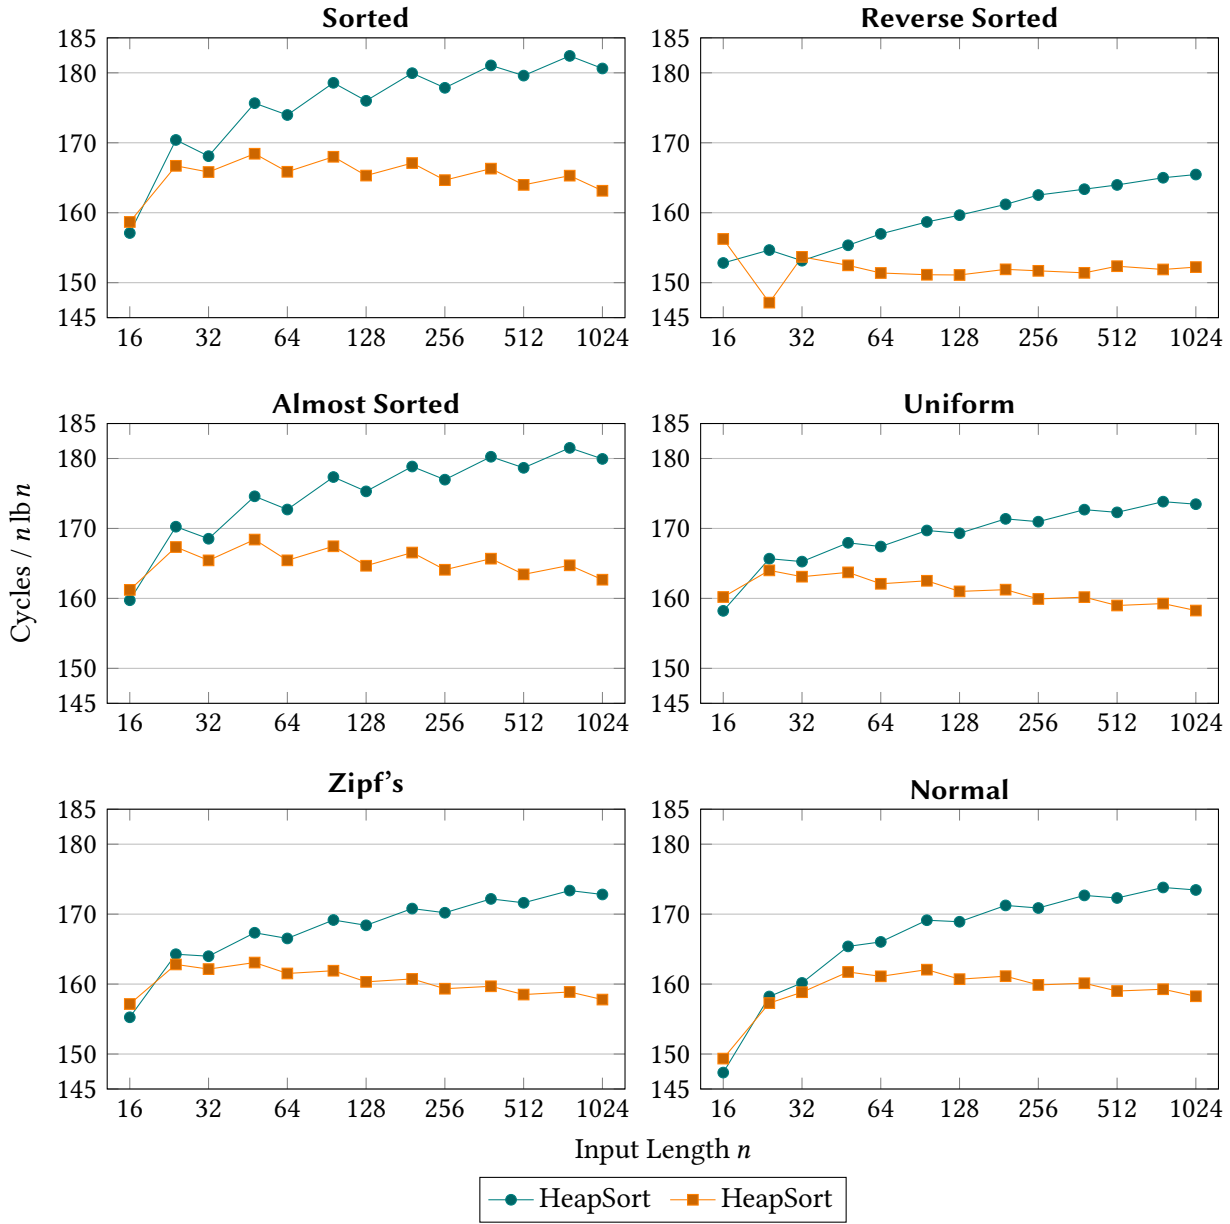 Sorted
185
180
170
160
150
145
16 32 64 128 256 512 1024
Reverse Sorted
185
180
170
160
150
145
16 32 64 128 256 512 1024
Almost Sorted
185
180
170
160
150
145
16 32 64 128 256 512 1024
Uniform
185
180
170
160
150
145
16 32 64 128 256 512 1024
Zipf's
185
180
170
160
150
145
16 32 64 128 256 512 1024
Normal
185
180
170
160
150
145
16 32 64 128 256 512 1024
Cycles / n lb n
Input Length n
HeapSort HeapSort